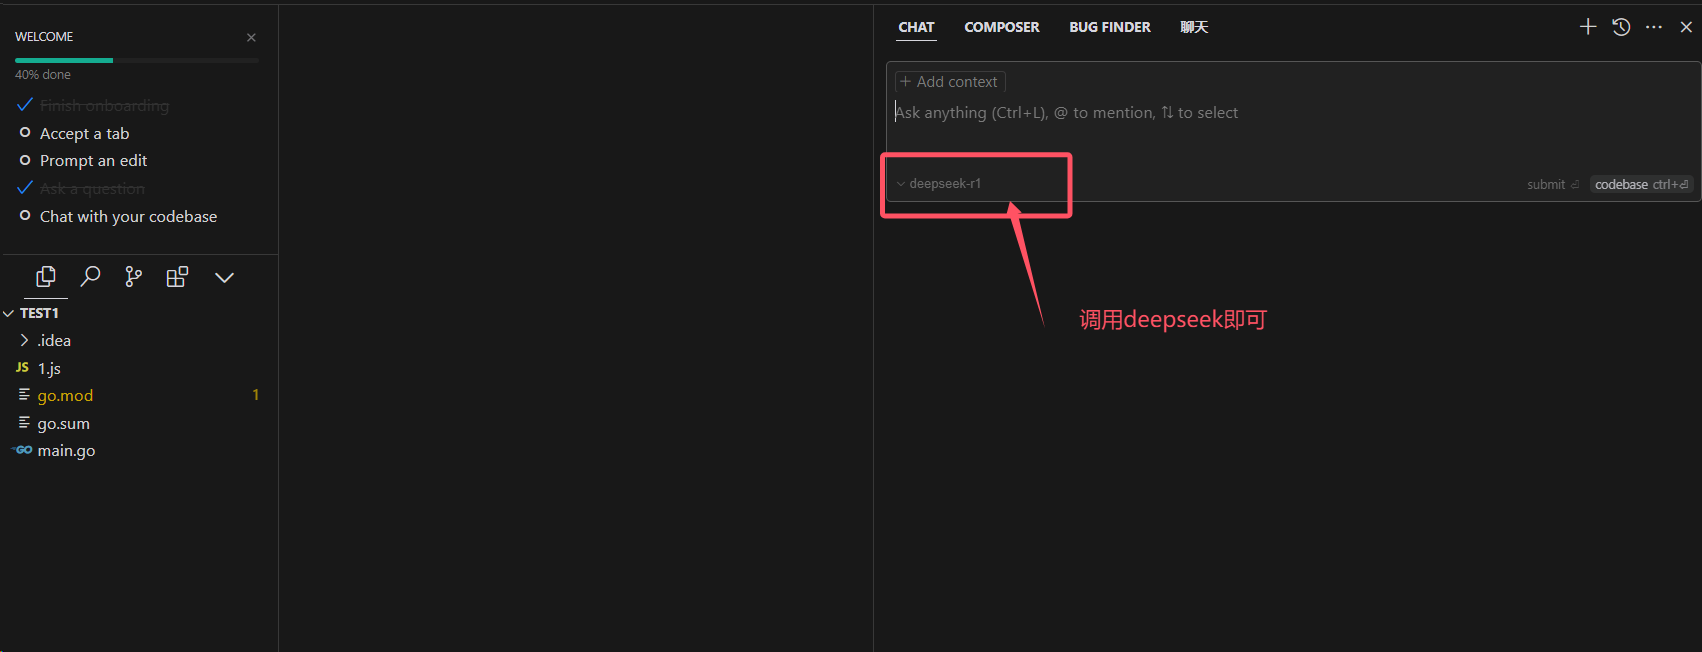 WELCOME
40% done
Finish onboarding
Accept a tab
Prompt an edit
Ask a question
Chat with your codebase
TEST1
.idea
JS 1.js
go.mod 1
go.sum
GO main.go
CHAT COMPOSER BUG FINDER 聊天
+ Add context
Ask anything (Ctrl+L), @ to mention, ⇅ to select
deepseek-r1
submit ⏎ codebase ctrl+⏎
调用deepseek即可